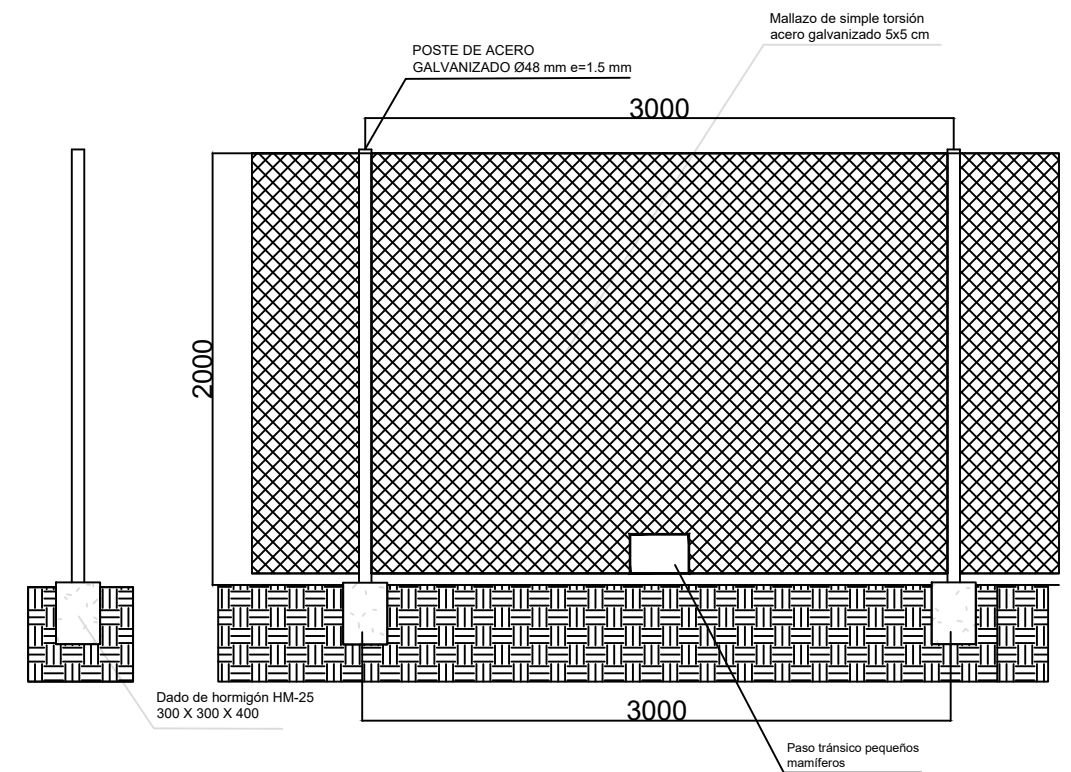 Mallazo de simple torsión
acero galvanizado 5x5 cm
POSTE DE ACERO
GALVANIZADO Ø48 mm e=1.5 mm
3000
2000
Dado de hormigón HM-25
300 X 300 X 400
3000
Paso tránsico pequeños
mamíferos